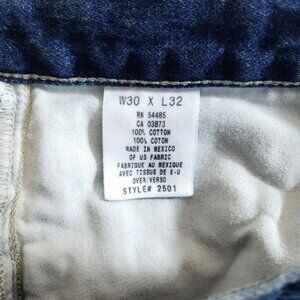 W30 X L32
RN 54485
CA 03873
100% COTTON
100% COTON
MADE IN MEXICO
OF US FABRIC
FABRIQUE AU MEXIQUE
AVEC TISSUS DE E-U
OVER/VERSO
STYLE# 2501